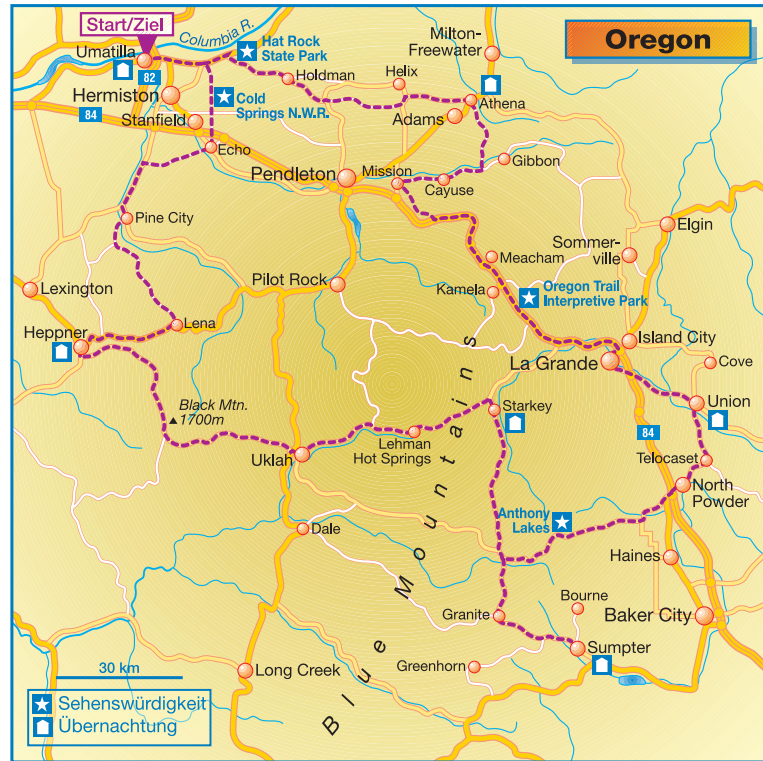 Oregon
Start/Ziel
Columbia R.
Umatilla
82
Hat Rock
State Park
Holdman
Helix
Milton-
Freewater
Hermiston
Cold
Springs N.W.R.
Athena
Adams
84
Stanfield
Echo
Pendleton
Mission
Cayuse
Gibbon
Pine City
Elgin
Meacham
Sommer-
ville
Lexington
Pilot Rock
Kamela
Oregon Trail
Interpretive Park
Lena
Heppner
Island City
La Grande
Cove
Black Mtn.
1700m
Starkey
Union
Lehman
Hot Springs
84
Uklah
Telocaset
North
Powder
Anthony
Lakes
Dale
Haines
Blue Mountains
Bourne
Granite
Baker City
Sumpter
Greenhorn
Long Creek
30 km
Sehenswürdigkeit
Übernachtung